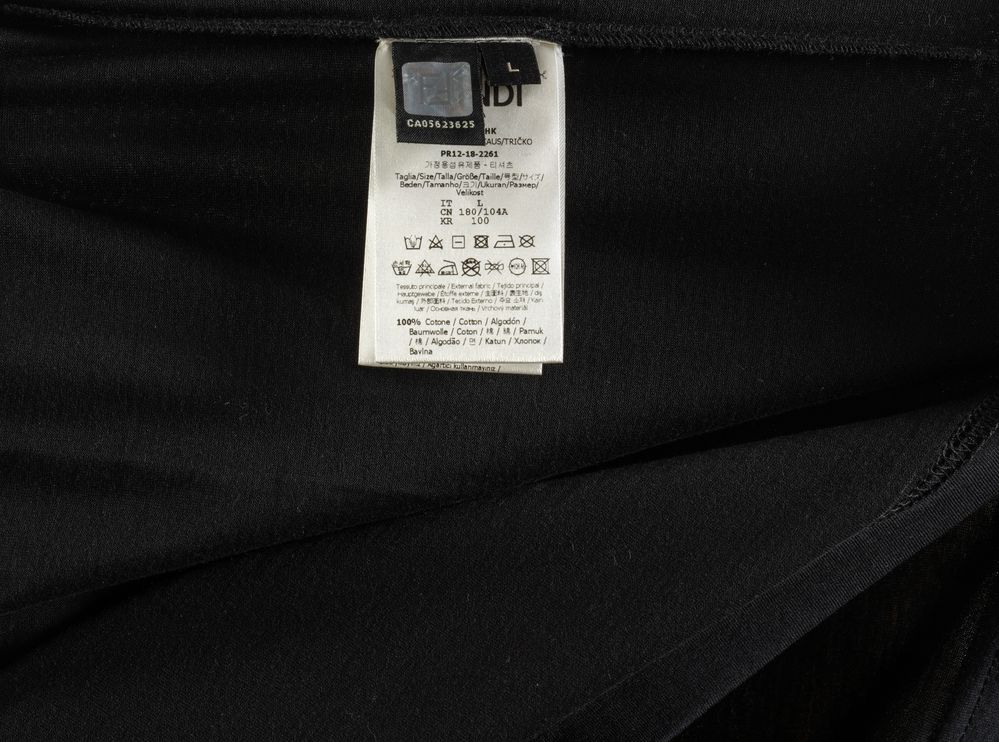 L
NDI
CA05623625
HK
AUS/TRIČKO
PR12-18-2261
가정용섬유제품 - 티셔츠
Taglia/Size/Talla/Größe/Taille/号型/サイズ/
Beden/Tamanho/크기/Ukuran/Размер/
Velikost
IT L
CN 180/104A
KR 100
Tessuto principale / External fabric / Tejido principal /
Hauptgewebe / Étoffe externe / 主面料 / 表生地 / dış
kumaş / 外部面料 / Tecido Externo / 주요 소재 / Kain
luar / Основная ткань / Vrchový materiál
100% Cotone / Cotton / Algodón /
Baumwolle / Coton / 棉 / 綿 / Pamuk
/ 棉 / Algodão / 면 / Katun / Хлопок /
Bavlna
Ağartıcı kullanmayınız /